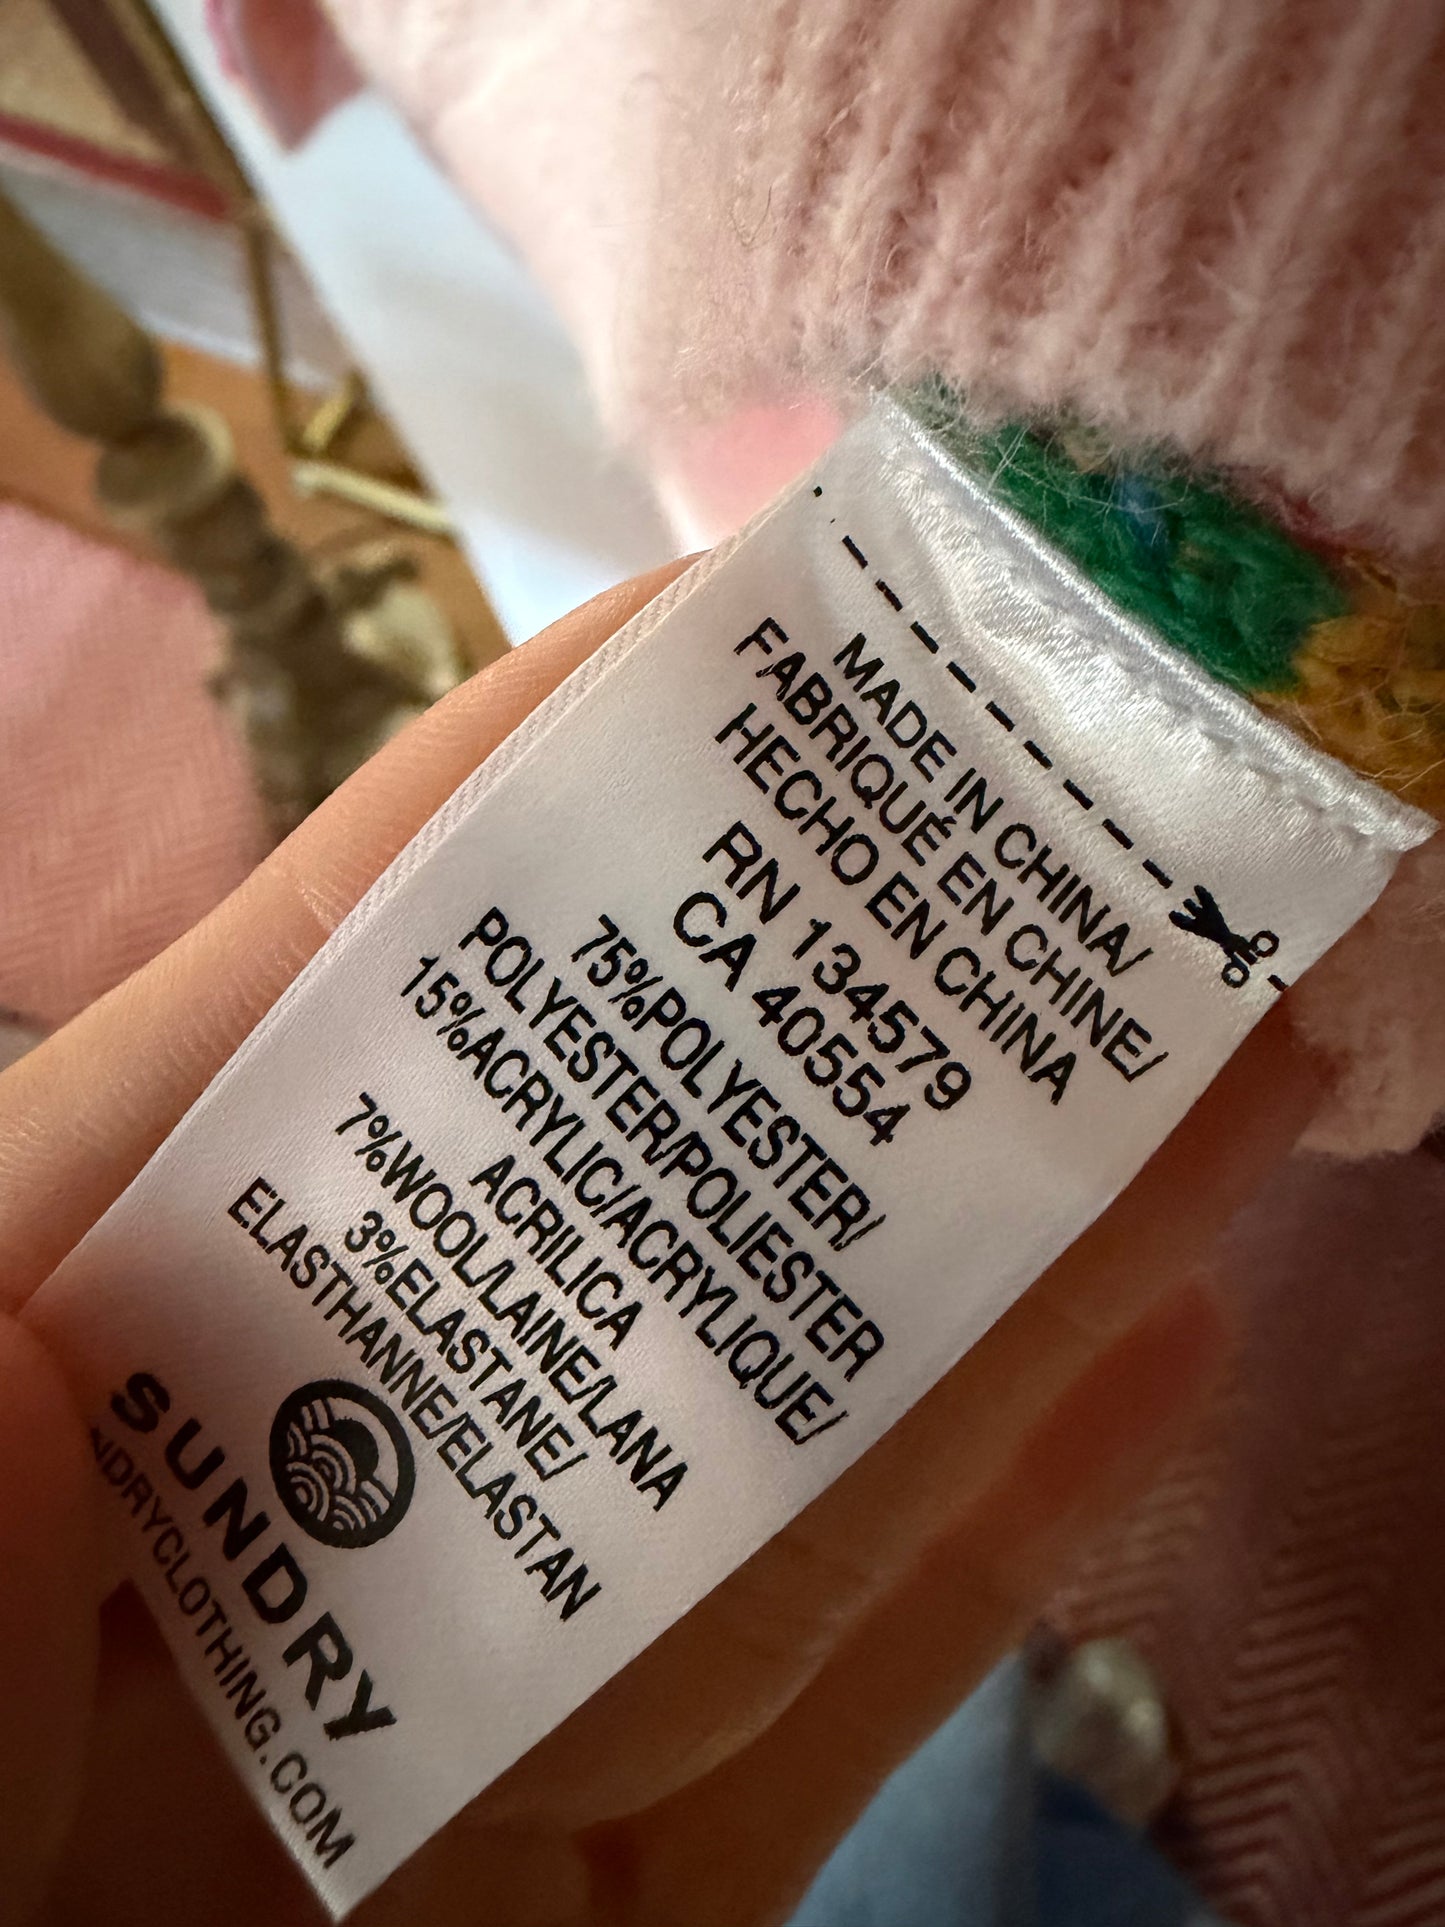 MADE IN CHINA/
FABRIQUÉ EN CHINE/
HECHO EN CHINA
RN 134579
CA 40554
75%POLYESTER/
POLYESTER/POLIESTER
15%ACRYLIC/ACRYLIQUE/
ACRILICA
7%WOOL/LAINE/LANA
3%ELASTANE/
ELASTHANNE/ELASTAN
SUNDRY
NDRYCLOTHING.COM